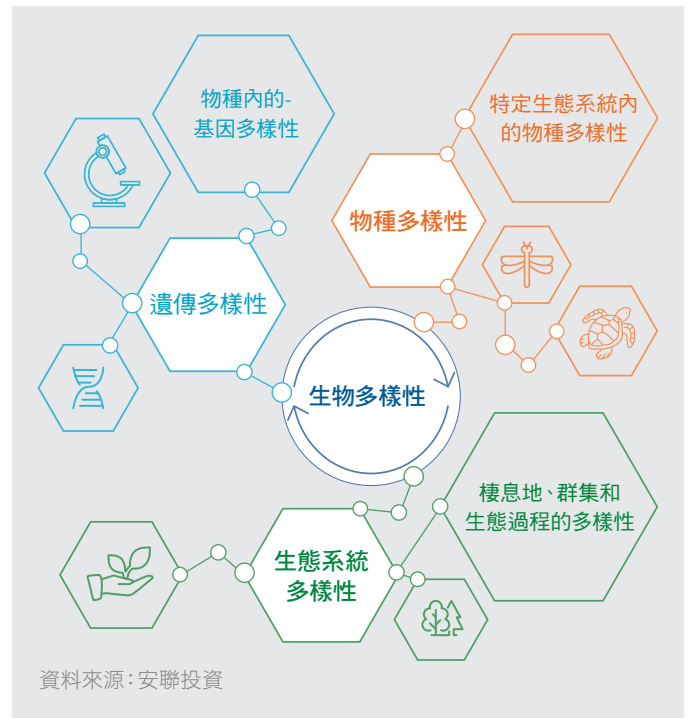 物種內的-
基因多樣性
特定生態系統內
的物種多樣性
物種多樣性
遺傳多樣性
生物多樣性
棲息地、群集和
生態過程的多樣性
生態系統
多樣性
資料來源：安聯投資